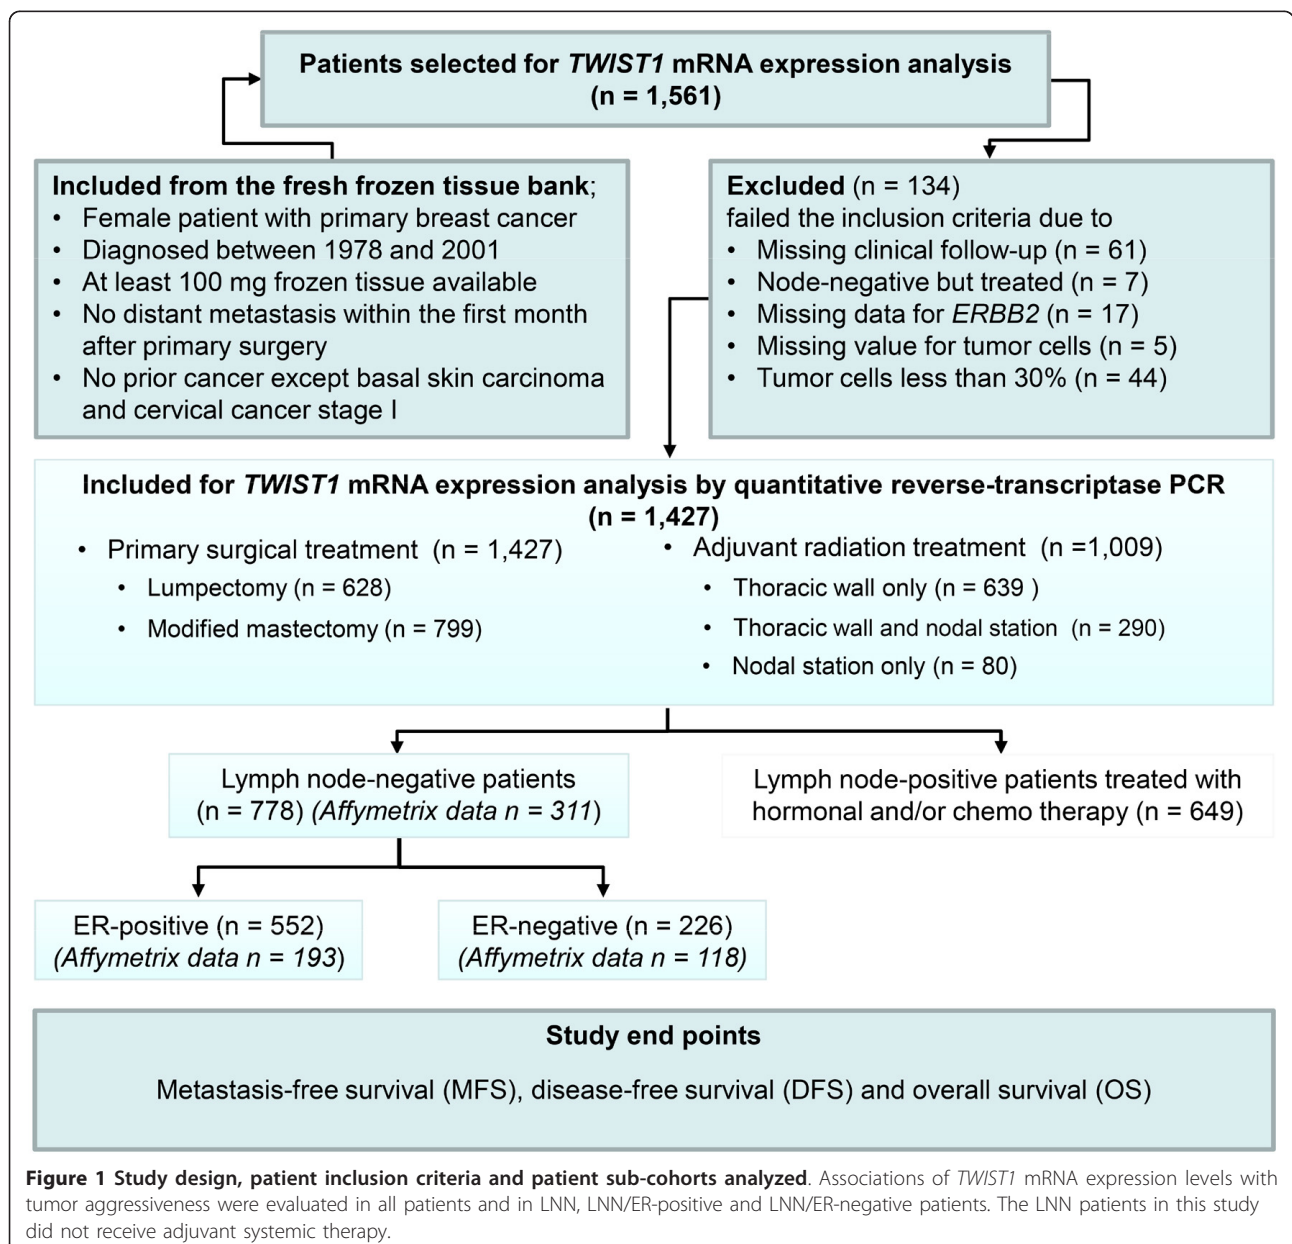 Patients selected for TWIST1 mRNA expression analysis
(n = 1,561)
Included from the fresh frozen tissue bank;
• Female patient with primary breast cancer
• Diagnosed between 1978 and 2001
• At least 100 mg frozen tissue available
• No distant metastasis within the first month
after primary surgery
• No prior cancer except basal skin carcinoma
and cervical cancer stage I
Excluded (n = 134)
failed the inclusion criteria due to
• Missing clinical follow-up (n = 61)
• Node-negative but treated (n = 7)
• Missing data for ERBB2 (n = 17)
• Missing value for tumor cells (n = 5)
• Tumor cells less than 30% (n = 44)
Included for TWIST1 mRNA expression analysis by quantitative reverse-transcriptase PCR
(n = 1,427)
• Primary surgical treatment (n = 1,427)
• Lumpectomy (n = 628)
• Modified mastectomy (n = 799)
• Adjuvant radiation treatment (n =1,009)
• Thoracic wall only (n = 639 )
• Thoracic wall and nodal station (n = 290)
• Nodal station only (n = 80)
Lymph node-negative patients
(n = 778) (Affymetrix data n = 311)
Lymph node-positive patients treated with
hormonal and/or chemo therapy (n = 649)
ER-positive (n = 552)
(Affymetrix data n = 193)
ER-negative (n = 226)
(Affymetrix data n = 118)
Study end points
Metastasis-free survival (MFS), disease-free survival (DFS) and overall survival (OS)
Figure 1 Study design, patient inclusion criteria and patient sub-cohorts analyzed. Associations of TWIST1 mRNA expression levels with
tumor aggressiveness were evaluated in all patients and in LNN, LNN/ER-positive and LNN/ER-negative patients. The LNN patients in this study
did not receive adjuvant systemic therapy.